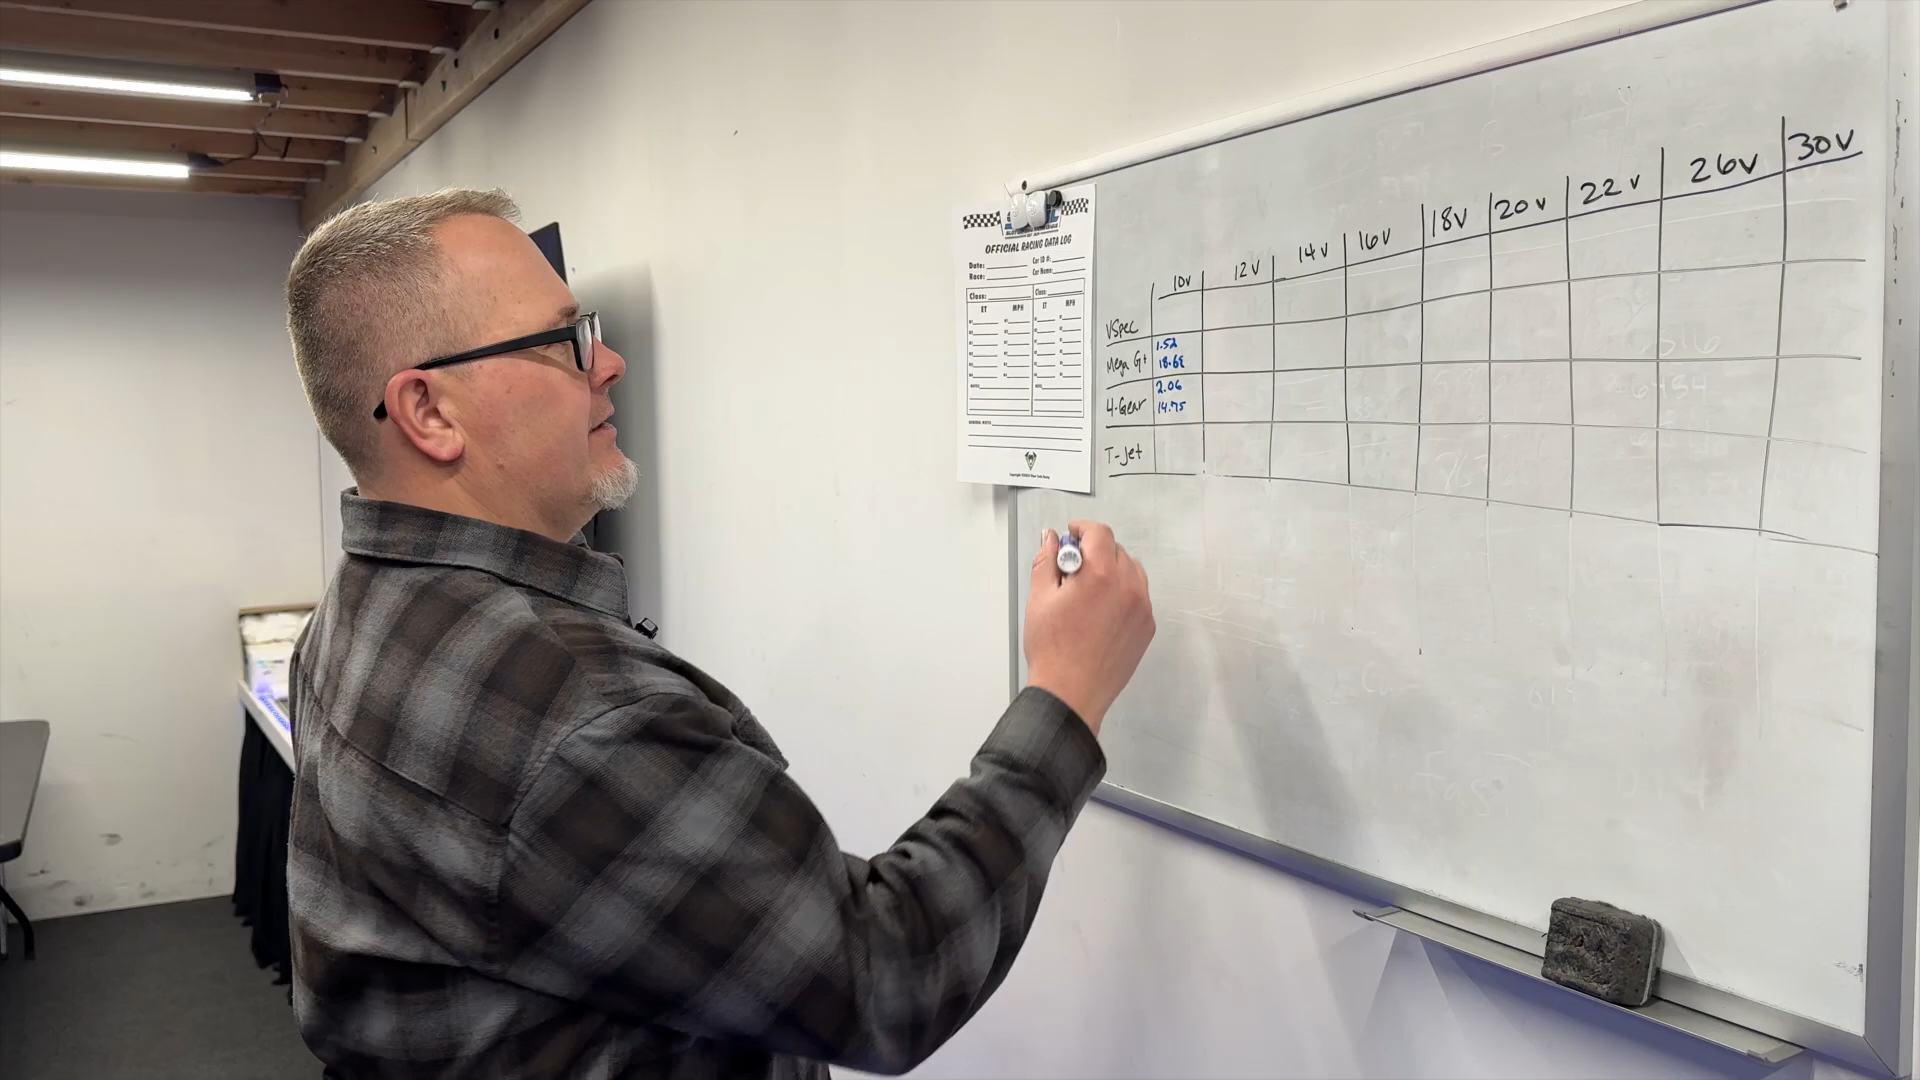 OFFICIAL RACING DATA LOG
Date: Car ID #:
Race: Car Name:
Class: Class:
ET MPH ET MPH
GENERAL NOTES:
10v 12v 14v 16v 18v 20v 22v 26v 30v
VSpec
Mega G+ 1.52
18.68
4-Gear 2.06
14.75
T-Jet